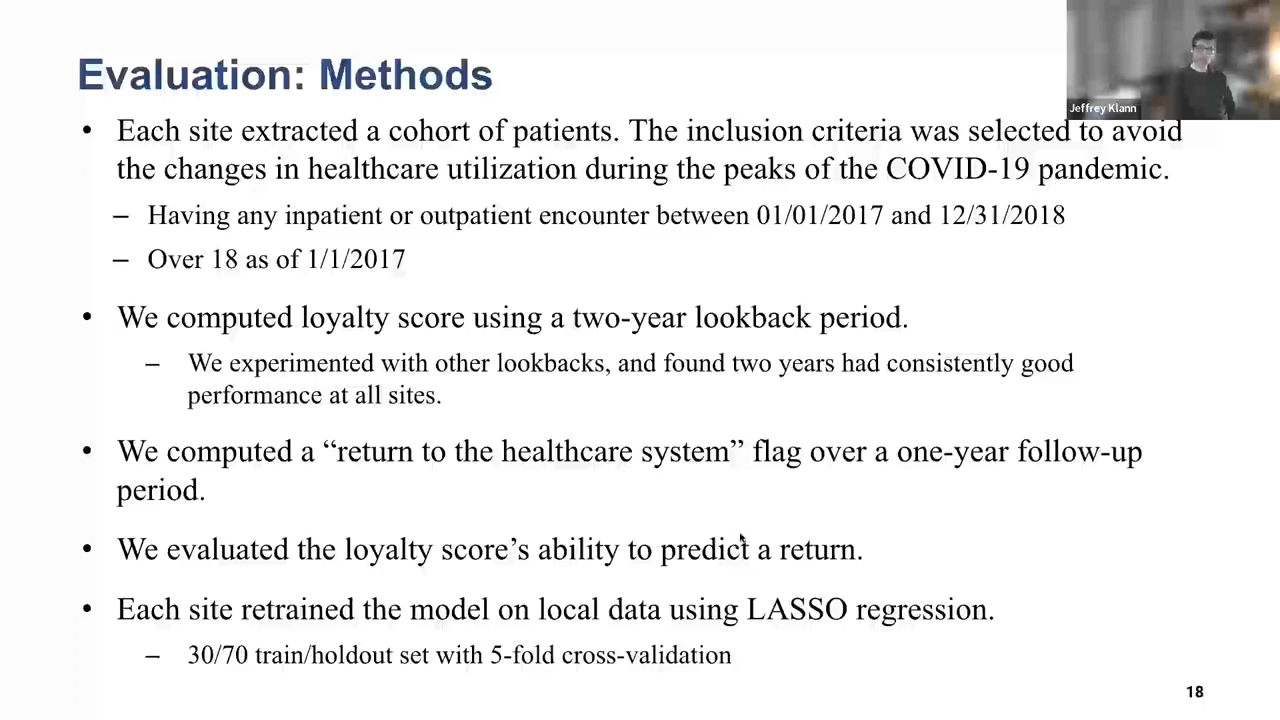 Evaluation: Methods
Jeffrey Klann
• Each site extracted a cohort of patients. The inclusion criteria was selected to avoid
the changes in healthcare utilization during the peaks of the COVID-19 pandemic.
– Having any inpatient or outpatient encounter between 01/01/2017 and 12/31/2018
– Over 18 as of 1/1/2017
• We computed loyalty score using a two-year lookback period.
– We experimented with other lookbacks, and found two years had consistently good
performance at all sites.
• We computed a “return to the healthcare system” flag over a one-year follow-up
period.
• We evaluated the loyalty score’s ability to predict a return.
• Each site retrained the model on local data using LASSO regression.
– 30/70 train/holdout set with 5-fold cross-validation
18